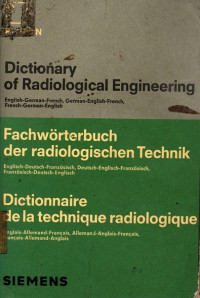 Dictionary
of Radiological Engineering
English-German-French, German-English-French,
French-German-English
Fachwörterbuch
der radiologischen Technik
Englisch-Deutsch-Französisch, Deutsch-Englisch-Französisch,
Französisch-Deutsch-Englisch
Dictionnaire
de la technique radiologique
Anglais-Allemand-Français, Allemand-Anglais-Français,
Français-Allemand-Anglais
SIEMENS